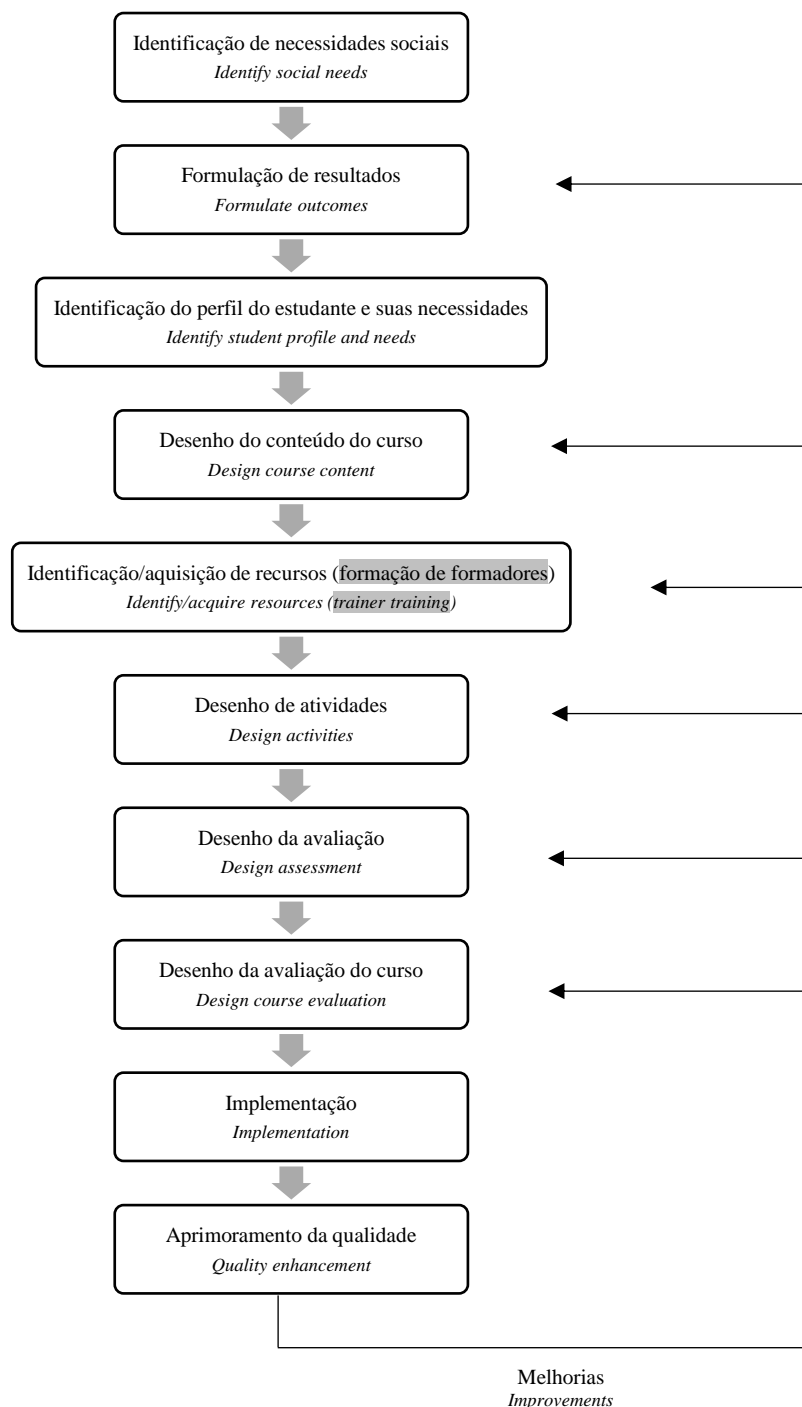 Identificação de necessidades sociais
Identify social needs
Formulação de resultados
Formulate outcomes
Identificação do perfil do estudante e suas necessidades
Identify student profile and needs
Desenho do conteúdo do curso
Design course content
Identificação/aquisição de recursos (formação de formadores)
Identify/acquire resources (trainer training)
Desenho de atividades
Design activities
Desenho da avaliação
Design assessment
Desenho da avaliação do curso
Design course evaluation
Implementação
Implementation
Aprimoramento da qualidade
Quality enhancement
Melhorias
Improvements